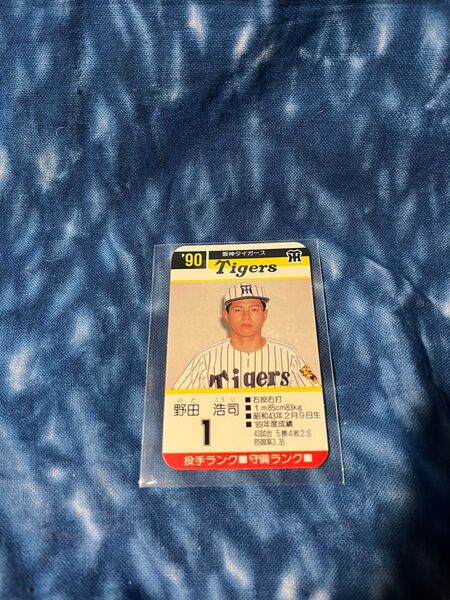 '90
阪神タイガース
Tigers
TH
Tigers
のだ こうじ
野田 浩司
1
■右投右打
■1m85cm83kg
■昭和43年2月9日生
■'89年度成績
43試合 5勝4敗2S
防御率3.35
投手ランク■守備ランク■